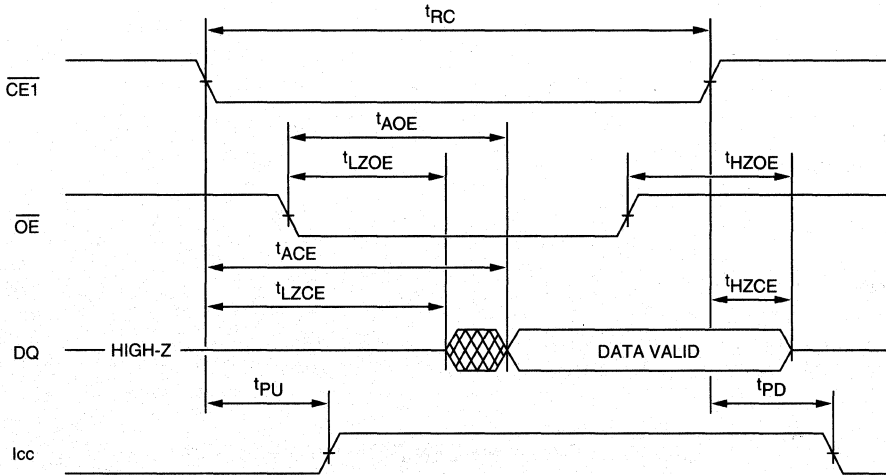 tRC
CE1
tAOE
tLZOE
tHZOE
OE
tACE
tLZCE
tHZCE
DQ HIGH-Z DATA VALID
tPU
tPD
Icc